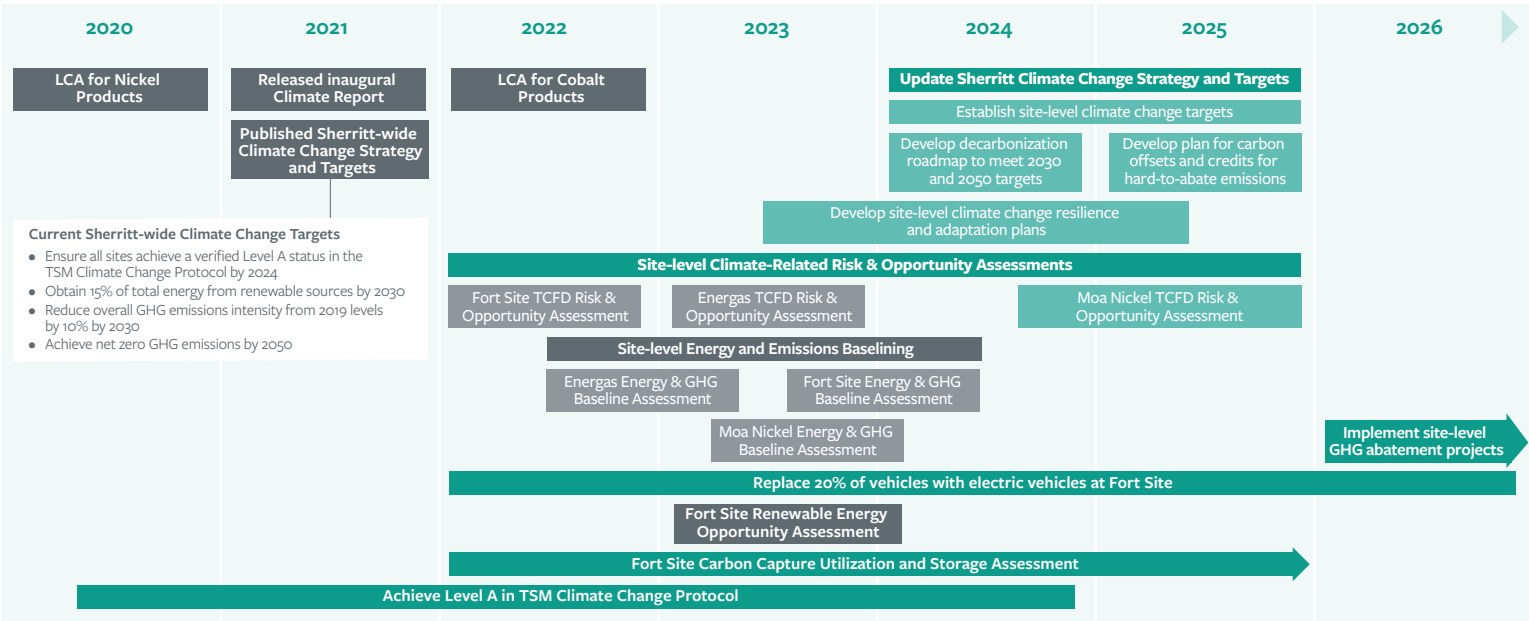 2020
2021
2022
2023
2024
2025
2026
LCA for Nickel
Products
Released inaugural
Climate Report
LCA for Cobalt
Products
Update Sherritt Climate Change Strategy and Targets
Establish site-level climate change targets
Published Sherritt-wide
Climate Change Strategy
and Targets
Develop decarbonization
roadmap to meet 2030
and 2050 targets
Develop plan for carbon
offsets and credits for
hard-to-abate emissions
Develop site-level climate change resilience
and adaptation plans
Current Sherritt-wide Climate Change Targets
• Ensure all sites achieve a verified Level A status in the
TSM Climate Change Protocol by 2024
• Obtain 15% of total energy from renewable sources by 2030
• Reduce overall GHG emissions intensity from 2019 levels
by 10% by 2030
• Achieve net zero GHG emissions by 2050
Site-level Climate-Related Risk & Opportunity Assessments
Fort Site TCFD Risk &
Opportunity Assessment
Energas TCFD Risk &
Opportunity Assessment
Moa Nickel TCFD Risk &
Opportunity Assessment
Site-level Energy and Emissions Baselining
Energas Energy & GHG
Baseline Assessment
Fort Site Energy & GHG
Baseline Assessment
Moa Nickel Energy & GHG
Baseline Assessment
Implement site-level
GHG abatement projects
Replace 20% of vehicles with electric vehicles at Fort Site
Fort Site Renewable Energy
Opportunity Assessment
Fort Site Carbon Capture Utilization and Storage Assessment
Achieve Level A in TSM Climate Change Protocol